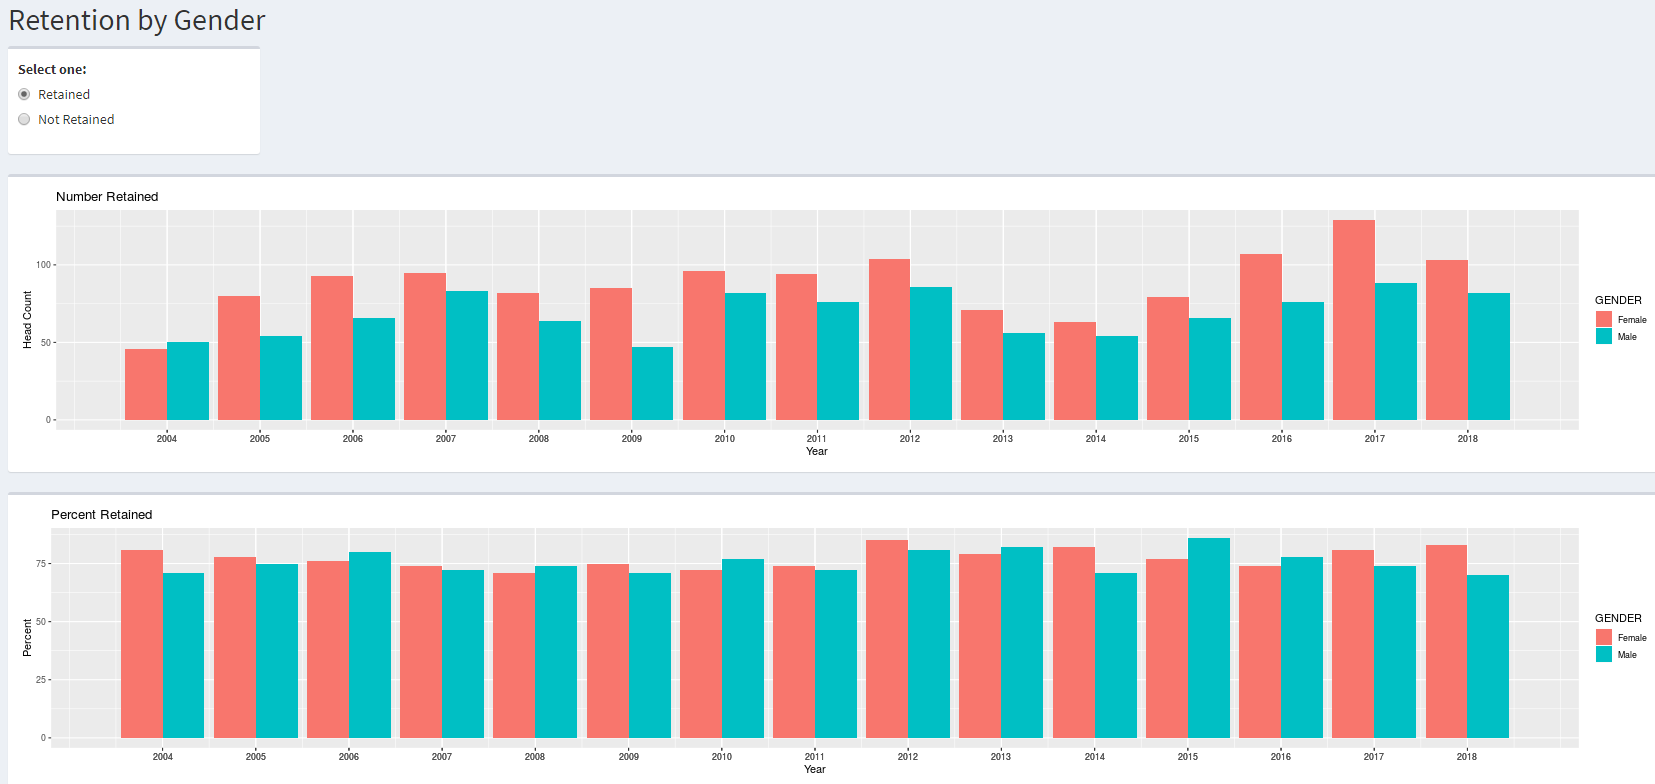 Retention by Gender
Select one:
Retained
Not Retained
Number Retained
Head Count
100
50
0
2004 2005 2006 2007 2008 2009 2010 2011 2012 2013 2014 2015 2016 2017 2018
Year
GENDER
Female
Male
Percent Retained
Percent
75
50
25
0
2004 2005 2006 2007 2008 2009 2010 2011 2012 2013 2014 2015 2016 2017 2018
Year
GENDER
Female
Male